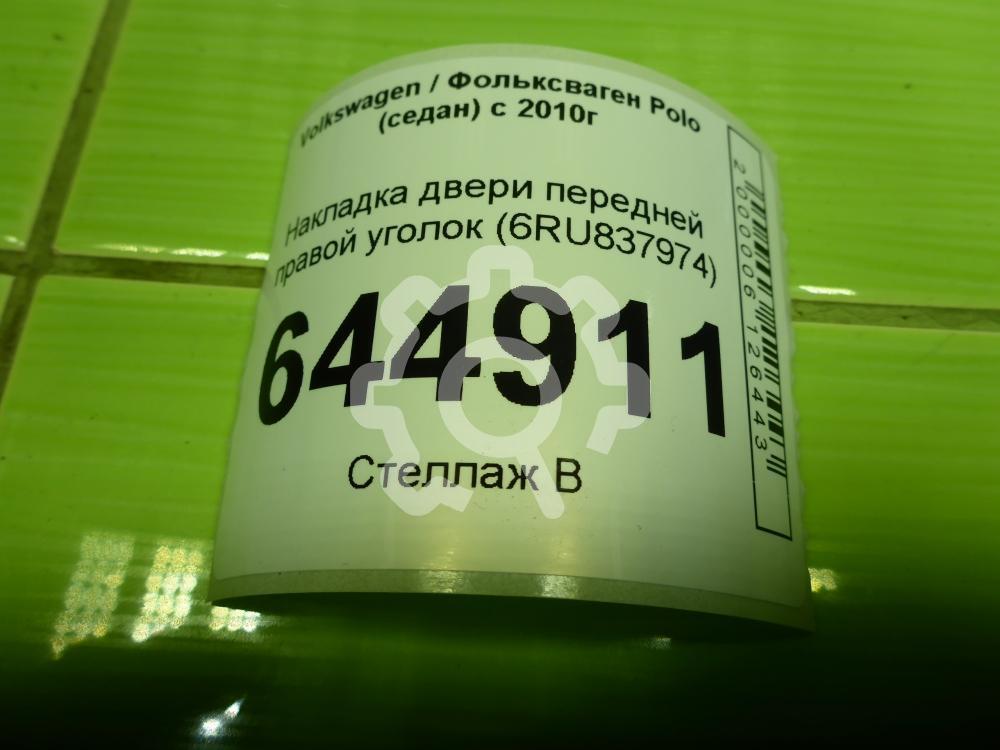 Volkswagen / Фольксваген Polo
(седан) с 2010г
Накладка двери передней
правой уголок (6RU837974)
644911
Стеллаж В
2000006126443